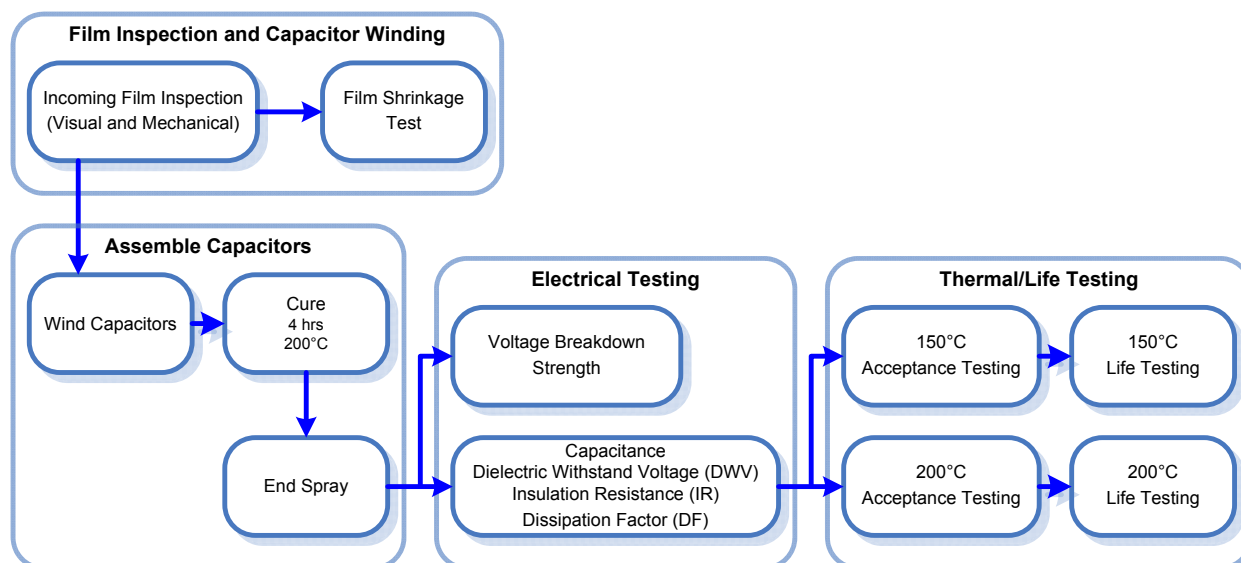 Film Inspection and Capacitor Winding
Incoming Film Inspection
(Visual and Mechanical)
Film Shrinkage
Test
Assemble Capacitors
Wind Capacitors
Cure
4 hrs
200°C
End Spray
Electrical Testing
Voltage Breakdown
Strength
Capacitance
Dielectric Withstand Voltage (DWV)
Insulation Resistance (IR)
Dissipation Factor (DF)
Thermal/Life Testing
150°C
Acceptance Testing
150°C
Life Testing
200°C
Acceptance Testing
200°C
Life Testing